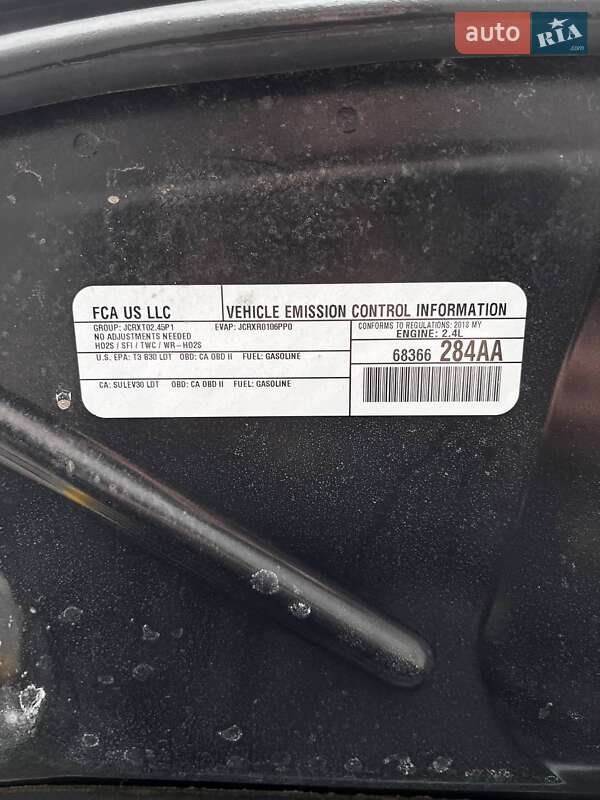 auto RIA.com
FCA US LLC
VEHICLE EMISSION CONTROL INFORMATION
GROUP: JCRXT02.45P1 EVAP: JCRXR0106PP0
NO ADJUSTMENTS NEEDED
HO2S / SFI / TWC / WR-HO2S
CONFORMS TO REGULATIONS: 2018 MY
ENGINE: 2.4L
U.S. EPA: T3 B30 LDT OBD: CA OBD II FUEL: GASOLINE
68366 284AA
CA: SULEV30 LDT OBD: CA OBD II FUEL: GASOLINE